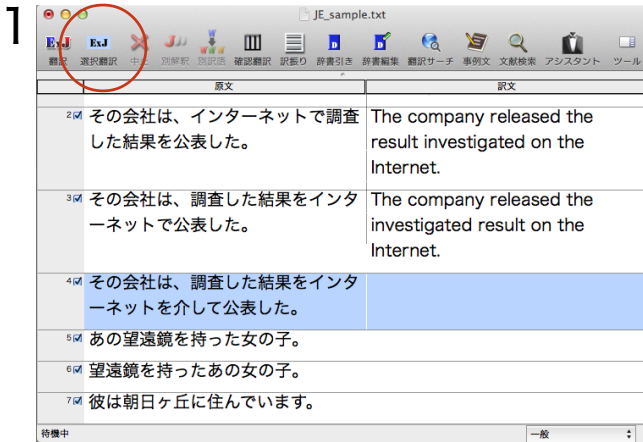 1
JE_sample.txt
ExJ ExJ
翻訳 選択翻訳 中止 別解釈 別訳語 確認翻訳 訳振り 辞書引き 辞書編集 翻訳サーチ 事例文 文献検索 アシスタント ツール
原文 訳文
2 その会社は、インターネットで調査 The company released the
した結果を公表した。 result investigated on the
Internet.
3 その会社は、調査した結果をインタ The company released the
ーネットで公表した。 investigated result on the
Internet.
4 その会社は、調査した結果をインタ
ーネットを介して公表した。
5 あの望遠鏡を持った女の子。
6 望遠鏡を持ったあの女の子。
7 彼は朝日ヶ丘に住んでいます。
待機中 一般